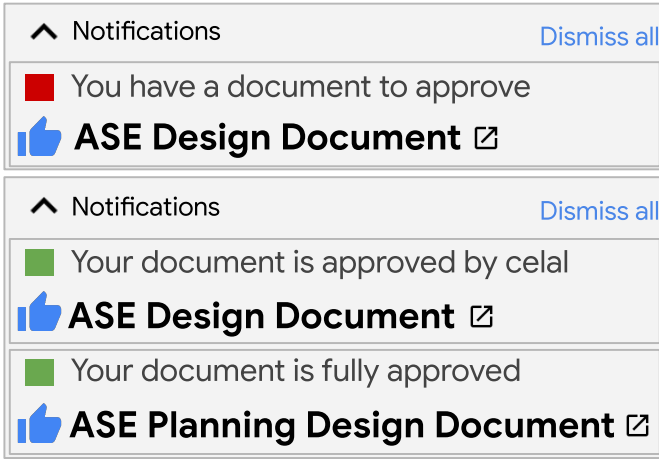 Notifications
Dismiss all
You have a document to approve
ASE Design Document
Notifications
Dismiss all
Your document is approved by celal
ASE Design Document
Your document is fully approved
ASE Planning Design Document